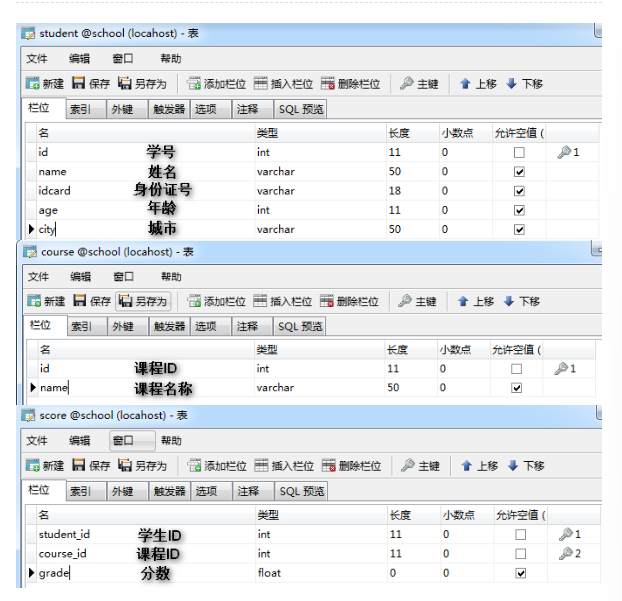 student @school (locahost) - 表
文件 编辑 窗口 帮助
新建 保存 另存为 添加栏位 插入栏位 删除栏位 主键 上移 下移
栏位 索引 外键 触发器 选项 注释 SQL 预览
名 类型 长度 小数点 允许空值 (
id 学号 int 11 0 1
name 姓名 varchar 50 0
idcard 身份证号 varchar 18 0
age 年龄 int 11 0
city 城市 varchar 50 0
course @school (locahost) - 表
文件 编辑 窗口 帮助
新建 保存 另存为 添加栏位 插入栏位 删除栏位 主键 上移 下移
栏位 索引 外键 触发器 选项 注释 SQL 预览
名 类型 长度 小数点 允许空值 (
id 课程ID int 11 0 1
name 课程名称 varchar 50 0
score @school (locahost) - 表
文件 编辑 窗口 帮助
新建 保存 另存为 添加栏位 插入栏位 删除栏位 主键 上移 下移
栏位 索引 外键 触发器 选项 注释 SQL 预览
名 类型 长度 小数点 允许空值 (
student_id 学生ID int 11 0 1
course_id 课程ID int 11 0 2
grade 分数 float 0 0